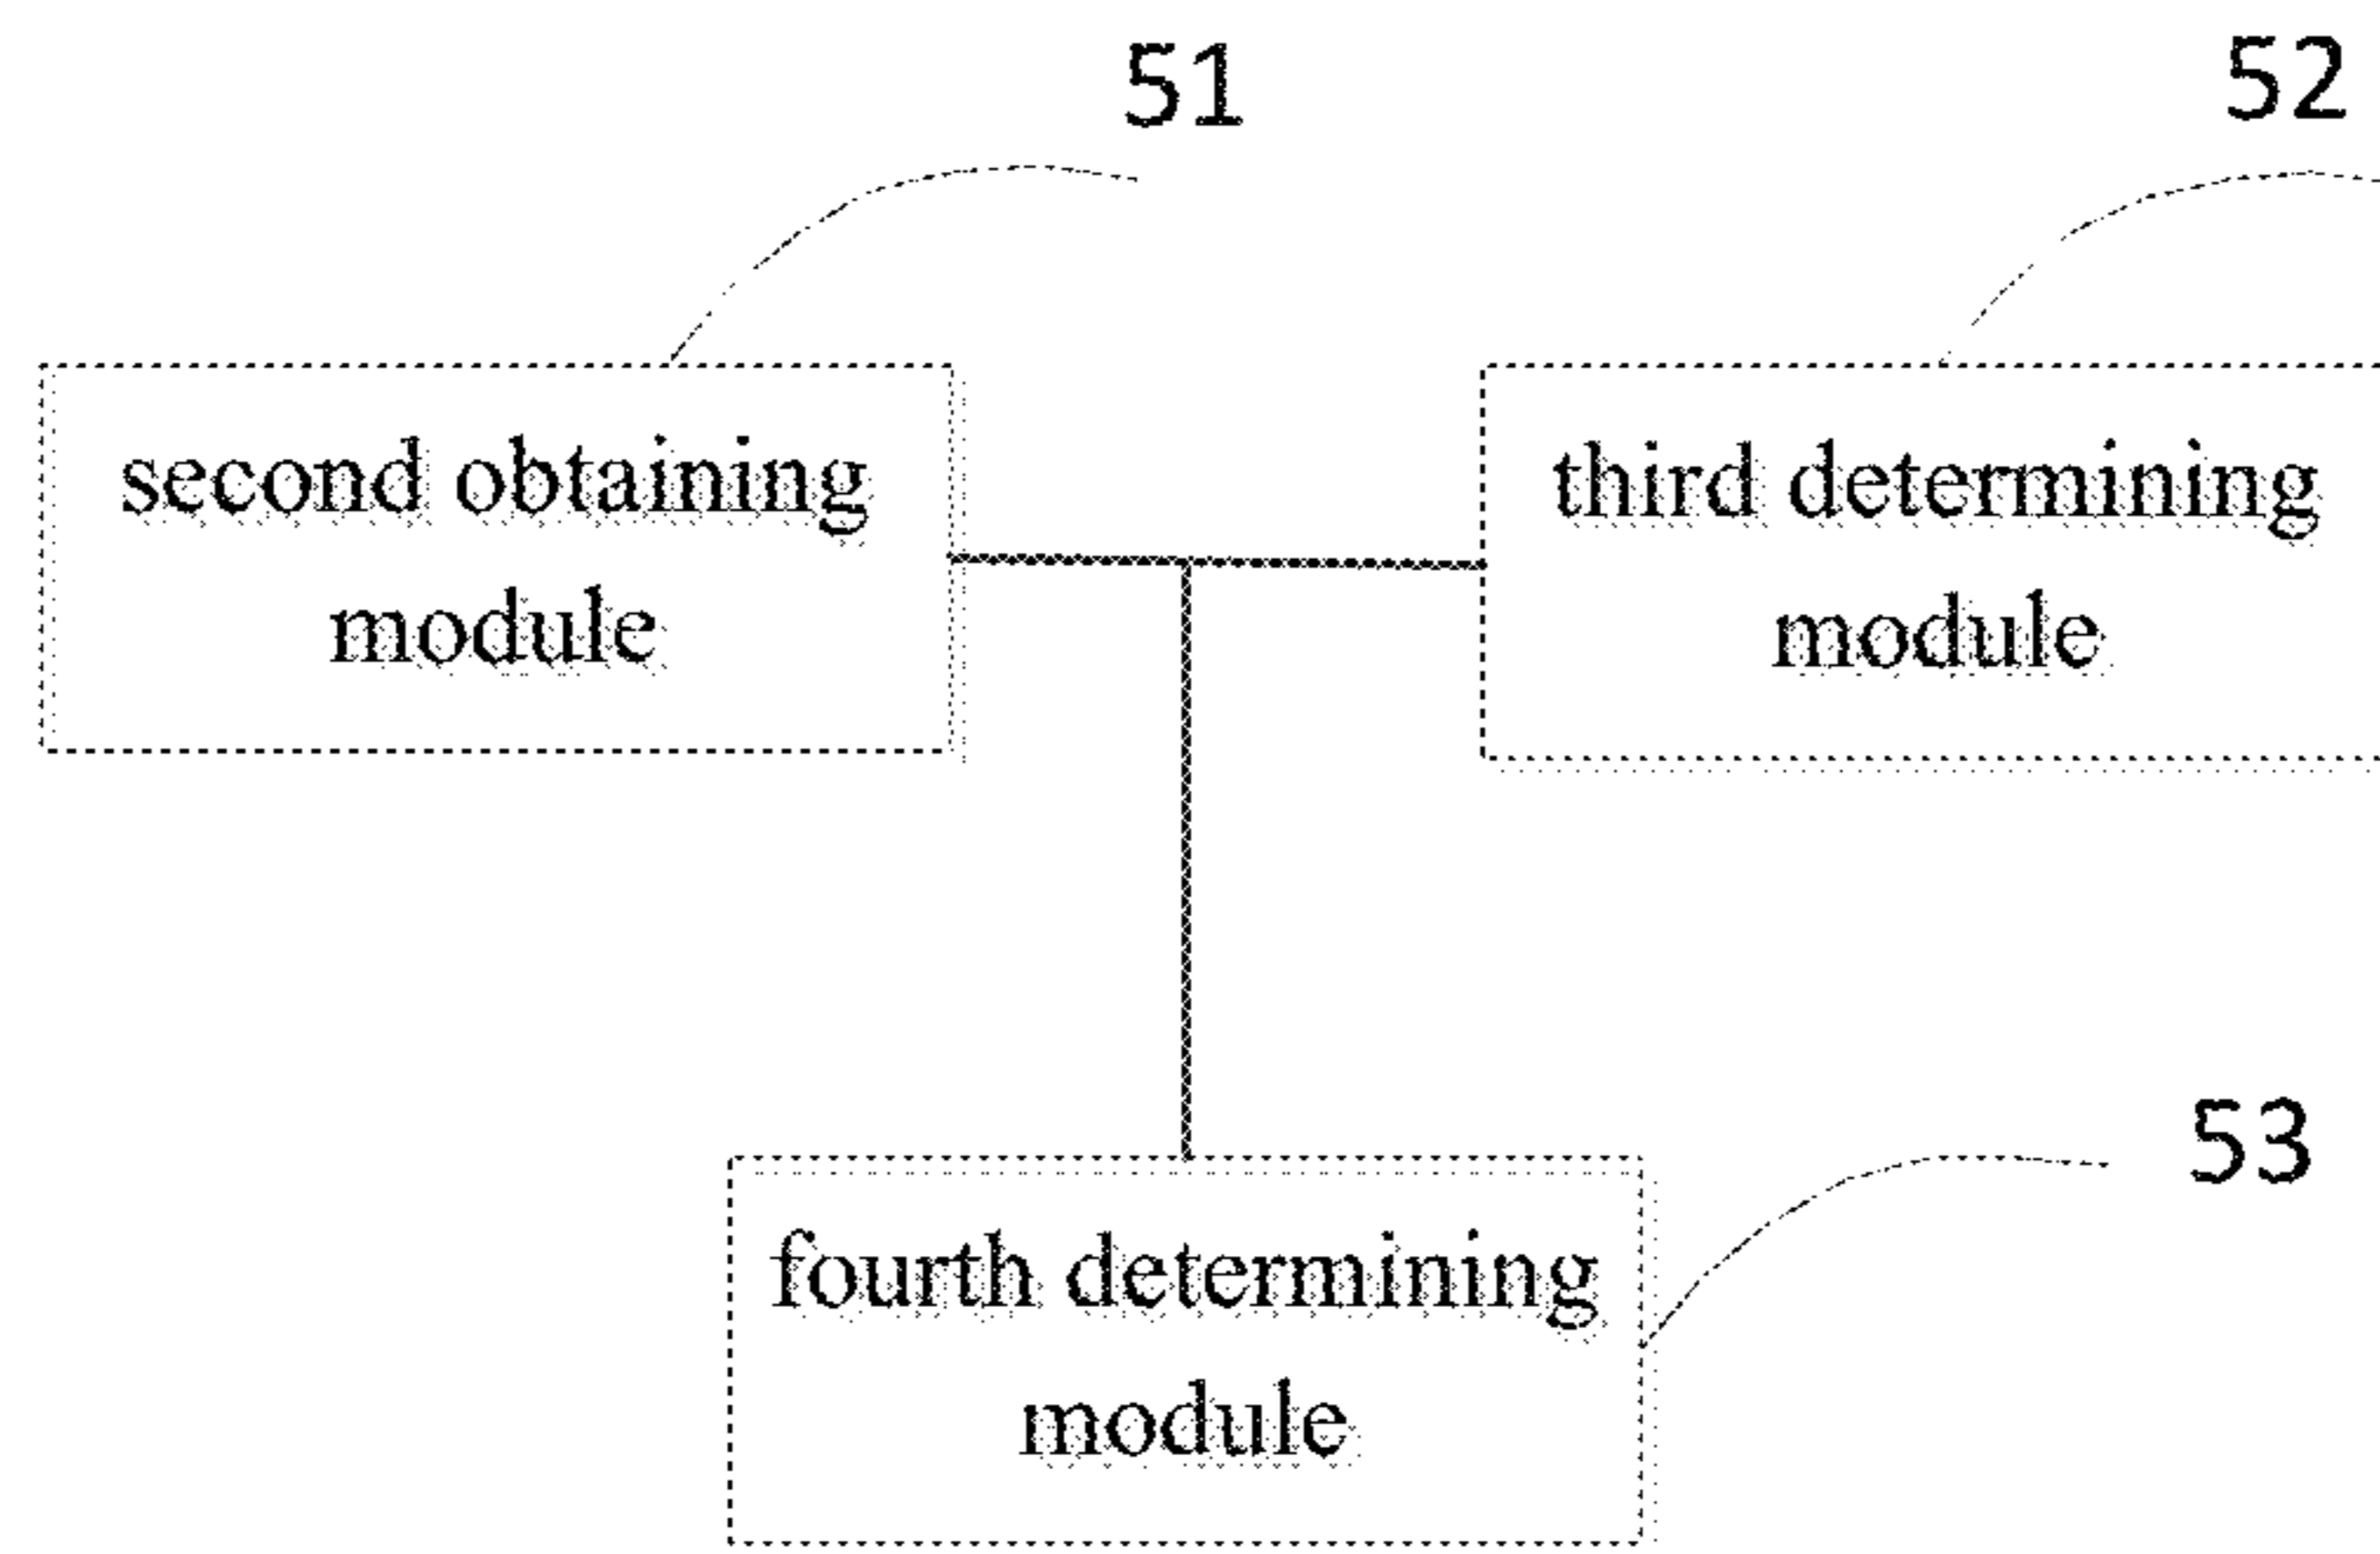 51
52
second obtaining
module
third determining
module
53
fourth determining
module